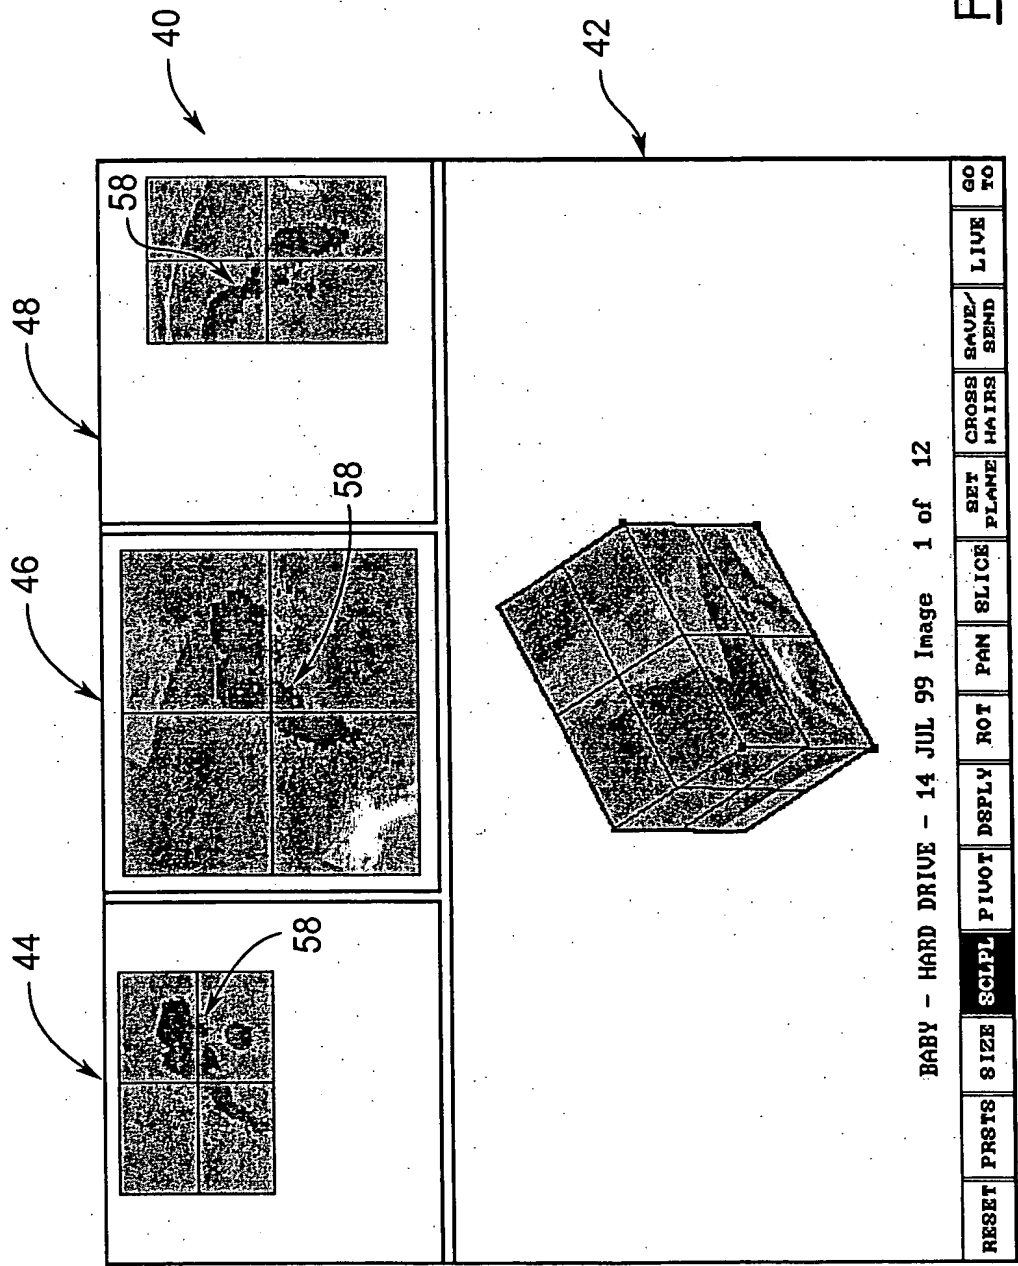 40
48
46
44
42
58
58
58
BABY - HARD DRIVE - 14 JUL 99 Image 1 of 12
RESET
PRSTS
SIZE
SCLPL
PIVOT
DSPLY
ROT
PAN
SLICE
SET
PLANE
CROSS
HAIRS
SAVE/
SEND
LIVE
GO
TO